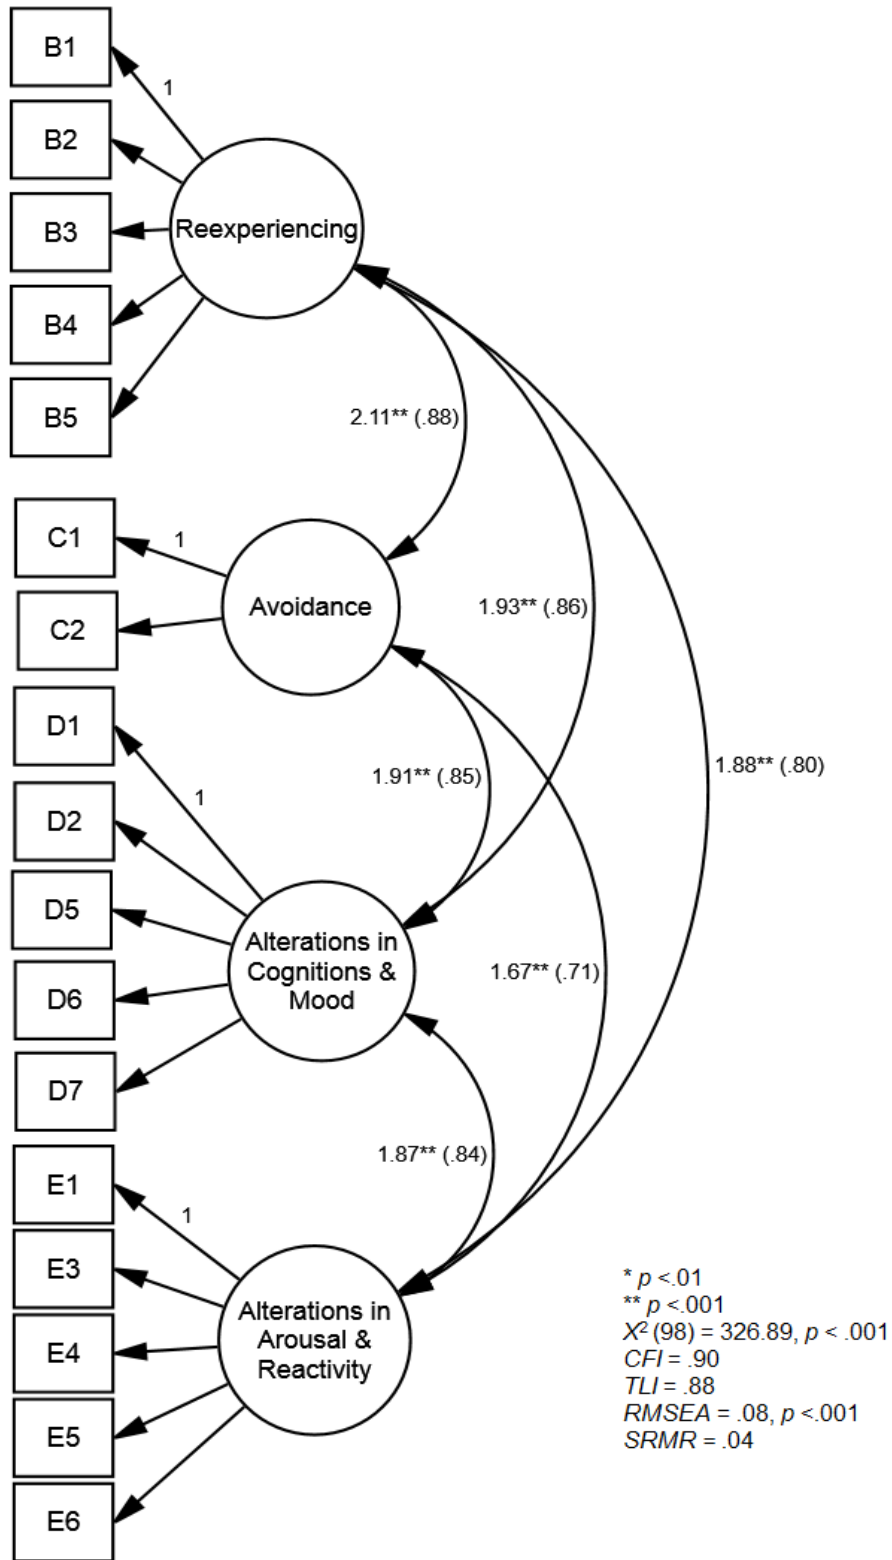 B1
1
B2
B3
Reexperiencing
B4
B5
2.11** (.88)
C1
1
C2
Avoidance
1.93** (.86)
D1
1
1.91** (.85)
1.88** (.80)
D2
D5
Alterations in
Cognitions &
Mood
D6
1.67** (.71)
D7
1.87** (.84)
E1
1
E3
Alterations in
Arousal &
Reactivity
E4
E5
E6
* p <.01
** p <.001
X² (98) = 326.89, p < .001
CFI = .90
TLI = .88
RMSEA = .08, p <.001
SRMR = .04